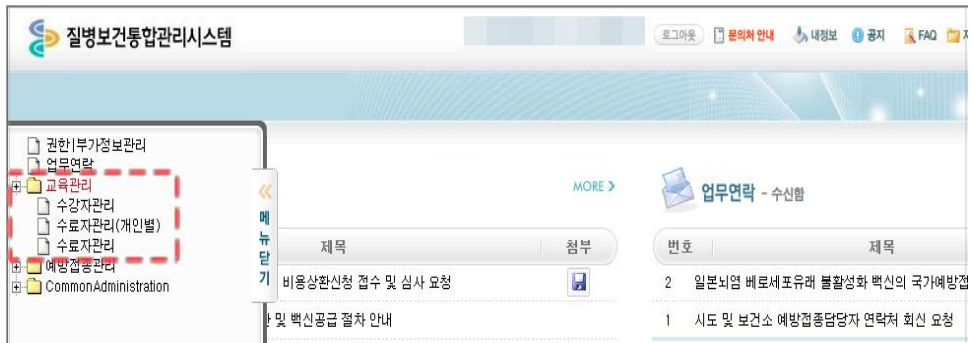 질병보건통합관리시스템
로그아웃 문의처 안내 내정보 공지 FAQ
권한|부가정보관리
업무연락
교육관리
수강자관리
수료자관리(개인별)
수료자관리
예방접종관리
CommonAdministration
메뉴닫기
MORE
업무연락 - 수신함
제목 첨부 번호 제목
비용상환신청 접수 및 심사 요청 2 일본뇌염 베로세포유래 불활성화 백신의 국가예방접
및 백신공급 절차 안내 1 시도 및 보건소 예방접종담당자 연락처 회신 요청